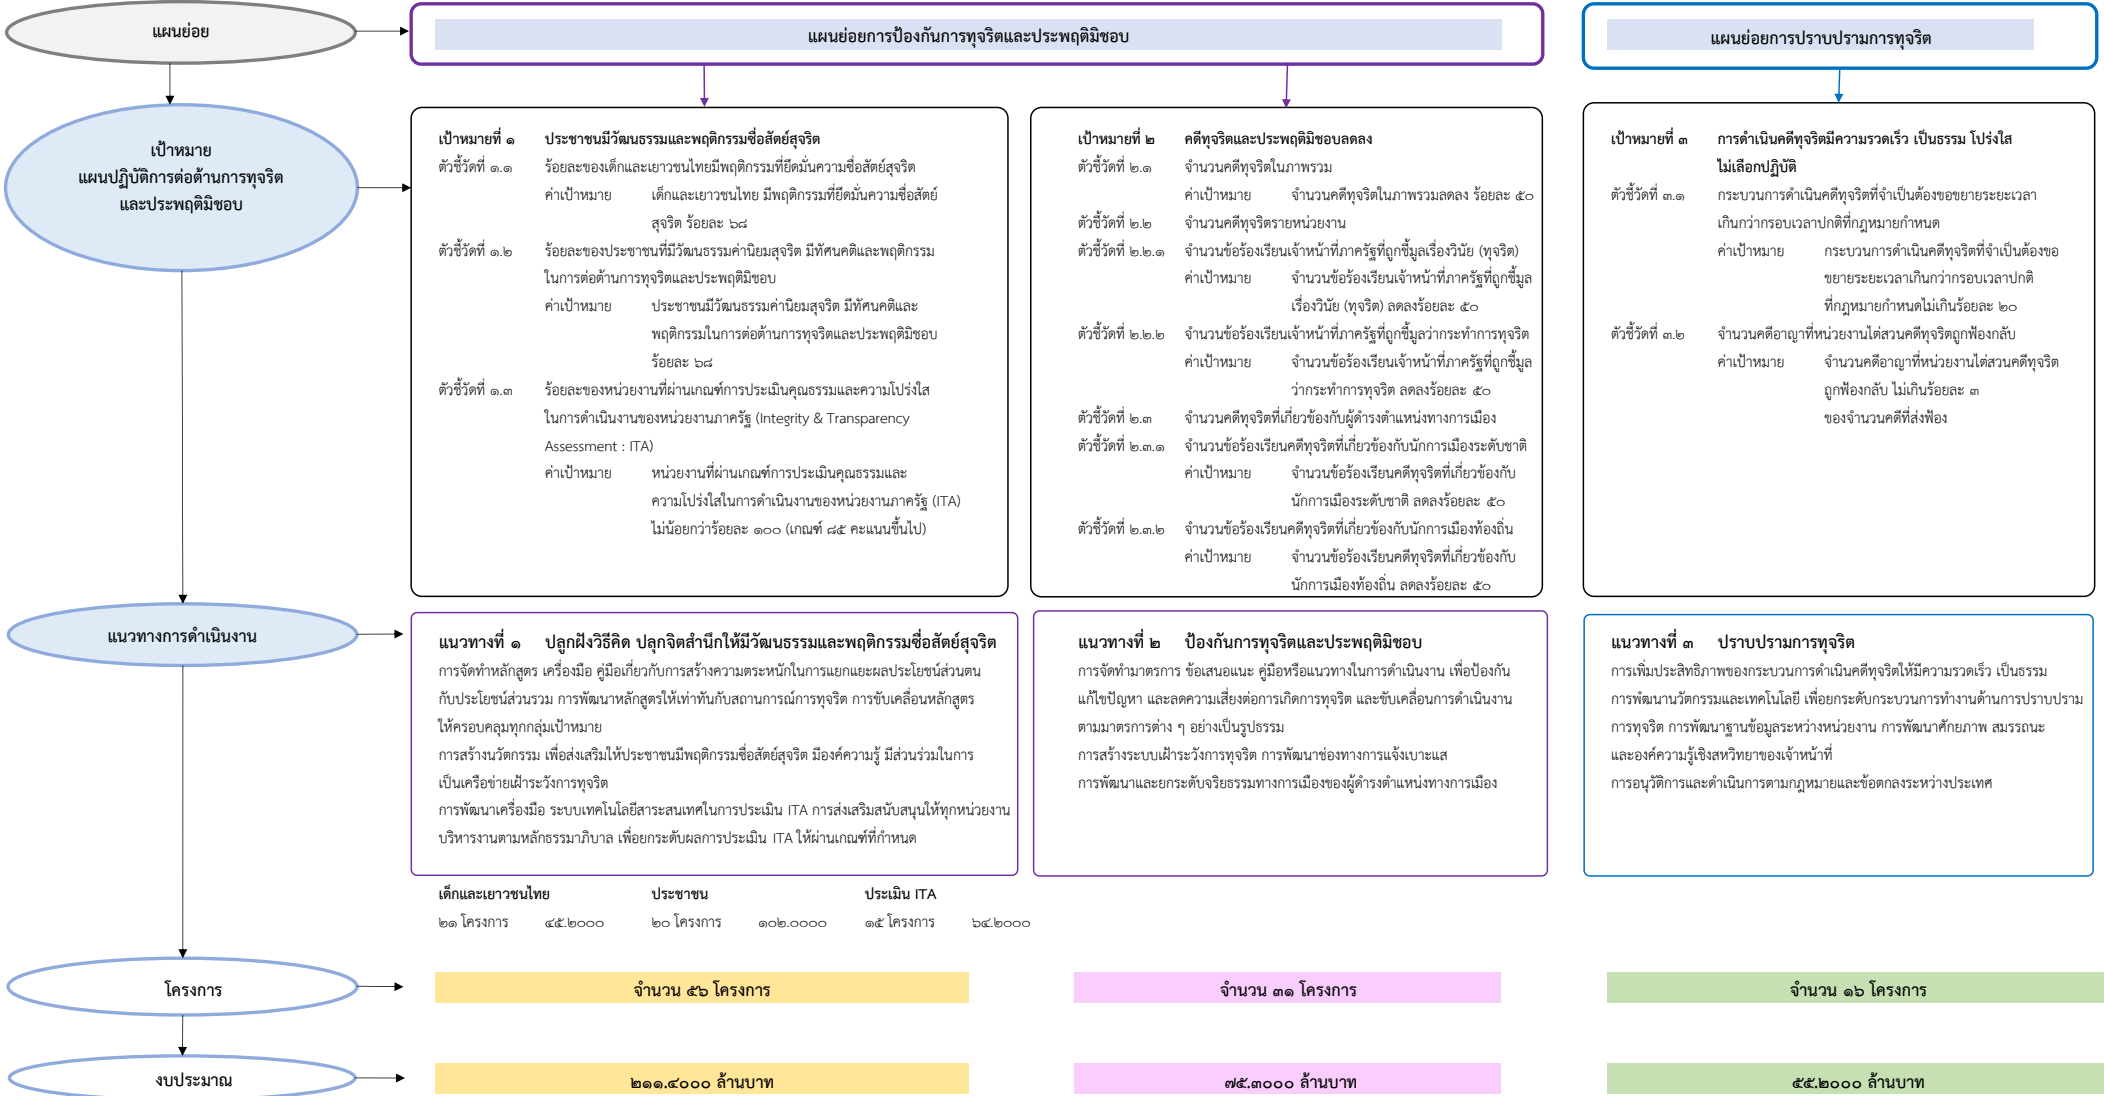 แผนย่อย
แผนย่อยการป้องกันการทุจริตและประพฤติมิชอบ
แผนย่อยการปราบปรามการทุจริต
เป้าหมาย
แผนปฏิบัติการต่อต้านการทุจริต
และประพฤติมิชอบ
เป้าหมายที่ ๑ ประชาชนมีวัฒนธรรมและพฤติกรรมซื่อสัตย์สุจริต
ตัวชี้วัดที่ ๑.๑ ร้อยละของเด็กและเยาวชนไทยมีพฤติกรรมที่ยึดมั่นความซื่อสัตย์สุจริต
ค่าเป้าหมาย เด็กและเยาวชนไทย มีพฤติกรรมที่ยึดมั่นความซื่อสัตย์
สุจริต ร้อยละ ๖๘
ตัวชี้วัดที่ ๑.๒ ร้อยละของประชาชนที่มีวัฒนธรรมค่านิยมสุจริต มีทัศนคติและพฤติกรรม
ในการต่อต้านการทุจริตและประพฤติมิชอบ
ค่าเป้าหมาย ประชาชนมีวัฒนธรรมค่านิยมสุจริต มีทัศนคติและ
พฤติกรรมในการต่อต้านการทุจริตและประพฤติมิชอบ
ร้อยละ ๖๘
ตัวชี้วัดที่ ๑.๓ ร้อยละของหน่วยงานที่ผ่านเกณฑ์การประเมินคุณธรรมและความโปร่งใส
ในการดำเนินงานของหน่วยงานภาครัฐ (Integrity & Transparency
Assessment : ITA)
ค่าเป้าหมาย หน่วยงานที่ผ่านเกณฑ์การประเมินคุณธรรมและ
ความโปร่งใสในการดำเนินงานของหน่วยงานภาครัฐ (ITA)
ไม่น้อยกว่าร้อยละ ๑๐๐ (เกณฑ์ ๘๕ คะแนนขึ้นไป)
เป้าหมายที่ ๒ คดีทุจริตและประพฤติมิชอบลดลง
ตัวชี้วัดที่ ๒.๑ จำนวนคดีทุจริตในภาพรวม
ค่าเป้าหมาย จำนวนคดีทุจริตในภาพรวมลดลง ร้อยละ ๕๐
ตัวชี้วัดที่ ๒.๒ จำนวนคดีทุจริตรายหน่วยงาน
ตัวชี้วัดที่ ๒.๒.๑ จำนวนข้อร้องเรียนเจ้าหน้าที่ภาครัฐที่ถูกชี้มูลเรื่องวินัย (ทุจริต)
ค่าเป้าหมาย จำนวนข้อร้องเรียนเจ้าหน้าที่ภาครัฐที่ถูกชี้มูล
เรื่องวินัย (ทุจริต) ลดลงร้อยละ ๕๐
ตัวชี้วัดที่ ๒.๒.๒ จำนวนข้อร้องเรียนเจ้าหน้าที่ภาครัฐที่ถูกชี้มูลว่ากระทำการทุจริต
ค่าเป้าหมาย จำนวนข้อร้องเรียนเจ้าหน้าที่ภาครัฐที่ถูกชี้มูล
ว่ากระทำการทุจริต ลดลงร้อยละ ๕๐
ตัวชี้วัดที่ ๒.๓ จำนวนคดีทุจริตที่เกี่ยวข้องกับผู้ดำรงตำแหน่งทางการเมือง
ตัวชี้วัดที่ ๒.๓.๑ จำนวนข้อร้องเรียนคดีทุจริตที่เกี่ยวข้องกับนักการเมืองระดับชาติ
ค่าเป้าหมาย จำนวนข้อร้องเรียนคดีทุจริตที่เกี่ยวข้องกับ
นักการเมืองระดับชาติ ลดลงร้อยละ ๕๐
ตัวชี้วัดที่ ๒.๓.๒ จำนวนข้อร้องเรียนคดีทุจริตที่เกี่ยวข้องกับนักการเมืองท้องถิ่น
ค่าเป้าหมาย จำนวนข้อร้องเรียนคดีทุจริตที่เกี่ยวข้องกับ
นักการเมืองท้องถิ่น ลดลงร้อยละ ๕๐
เป้าหมายที่ ๓ การดำเนินคดีทุจริตมีความรวดเร็ว เป็นธรรม โปร่งใส
ไม่เลือกปฏิบัติ
ตัวชี้วัดที่ ๓.๑ กระบวนการดำเนินคดีทุจริตที่จำเป็นต้องขอขยายระยะเวลา
เกินกว่ากรอบเวลาปกติที่กฎหมายกำหนด
ค่าเป้าหมาย กระบวนการดำเนินคดีทุจริตที่จำเป็นต้องขอ
ขยายระยะเวลาเกินกว่ากรอบเวลาปกติ
ที่กฎหมายกำหนดไม่เกินร้อยละ ๒๐
ตัวชี้วัดที่ ๓.๒ จำนวนคดีอาญาที่หน่วยงานไต่สวนคดีทุจริตถูกฟ้องกลับ
ค่าเป้าหมาย จำนวนคดีอาญาที่หน่วยงานไต่สวนคดีทุจริต
ถูกฟ้องกลับ ไม่เกินร้อยละ ๓
ของจำนวนคดีที่ส่งฟ้อง
แนวทางการดำเนินงาน
แนวทางที่ ๑ ปลูกฝังวิธีคิด ปลุกจิตสำนึกให้มีวัฒนธรรมและพฤติกรรมซื่อสัตย์สุจริต
การจัดทำหลักสูตร เครื่องมือ คู่มือเกี่ยวกับการสร้างความตระหนักในการแยกแยะผลประโยชน์ส่วนตน
กับประโยชน์ส่วนรวม การพัฒนาหลักสูตรให้เท่าทันกับสถานการณ์การทุจริต การขับเคลื่อนหลักสูตร
ให้ครอบคลุมทุกกลุ่มเป้าหมาย
การสร้างนวัตกรรม เพื่อส่งเสริมให้ประชาชนมีพฤติกรรมซื่อสัตย์สุจริต มีองค์ความรู้ มีส่วนร่วมในการ
เป็นเครือข่ายเฝ้าระวังการทุจริต
การพัฒนาเครื่องมือ ระบบเทคโนโลยีสาระสนเทศในการประเมิน ITA การส่งเสริมสนับสนุนให้ทุกหน่วยงาน
บริหารงานตามหลักธรรมาภิบาล เพื่อยกระดับผลการประเมิน ITA ให้ผ่านเกณฑ์ที่กำหนด
แนวทางที่ ๒ ป้องกันการทุจริตและประพฤติมิชอบ
การจัดทำมาตรการ ข้อเสนอแนะ คู่มือหรือแนวทางในการดำเนินงาน เพื่อป้องกัน
แก้ไขปัญหา และลดความเสี่ยงต่อการเกิดการทุจริต และขับเคลื่อนการดำเนินงาน
ตามมาตรการต่าง ๆ อย่างเป็นรูปธรรม
การสร้างระบบเฝ้าระวังการทุจริต การพัฒนาช่องทางการแจ้งเบาะแส
การพัฒนาและยกระดับจริยธรรมทางการเมืองของผู้ดำรงตำแหน่งทางการเมือง
แนวทางที่ ๓ ปราบปรามการทุจริต
การเพิ่มประสิทธิภาพของกระบวนการดำเนินคดีทุจริตให้มีความรวดเร็ว เป็นธรรม
การพัฒนานวัตกรรมและเทคโนโลยี เพื่อยกระดับกระบวนการทำงานด้านการปราบปราม
การทุจริต การพัฒนาฐานข้อมูลระหว่างหน่วยงาน การพัฒนาศักยภาพ สมรรถนะ
และองค์ความรู้เชิงสหวิทยาของเจ้าหน้าที่
การอนุวัติการและดำเนินการตามกฎหมายและข้อตกลงระหว่างประเทศ
เด็กและเยาวชนไทย ประชาชน ประเมิน ITA
๒๑ โครงการ ๔๕.๒๐๐๐ ๒๐ โครงการ ๑๐๒.๐๐๐๐ ๑๕ โครงการ ๖๔.๒๐๐๐
โครงการ
จำนวน ๕๖ โครงการ
จำนวน ๓๑ โครงการ
จำนวน ๑๖ โครงการ
งบประมาณ
๒๑๑.๔๐๐๐ ล้านบาท
๗๕.๓๐๐๐ ล้านบาท
๕๕.๒๐๐๐ ล้านบาท